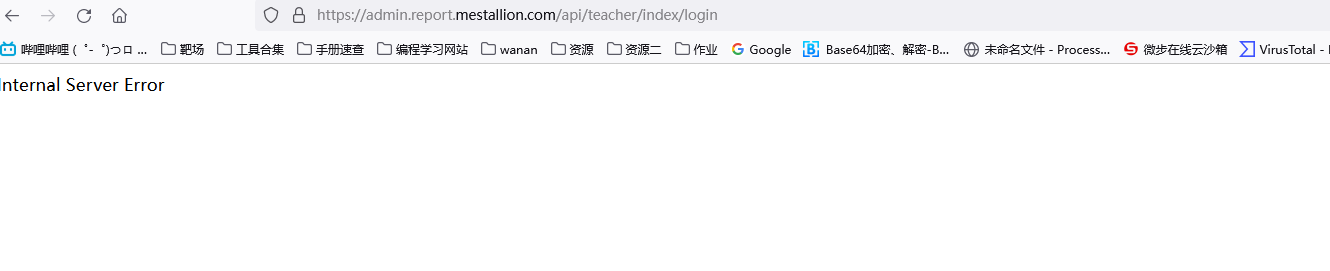 https://admin.report.mestallion.com/api/teacher/index/login
哔哩哔哩 ( ゜- ゜)つロ ... 靶场 工具合集 手册速查 编程学习网站 wanan 资源 资源二 作业 Google Base64加密、解密-B... 未命名文件 - Process... 微步在线云沙箱 VirusTotal -
Internal Server Error